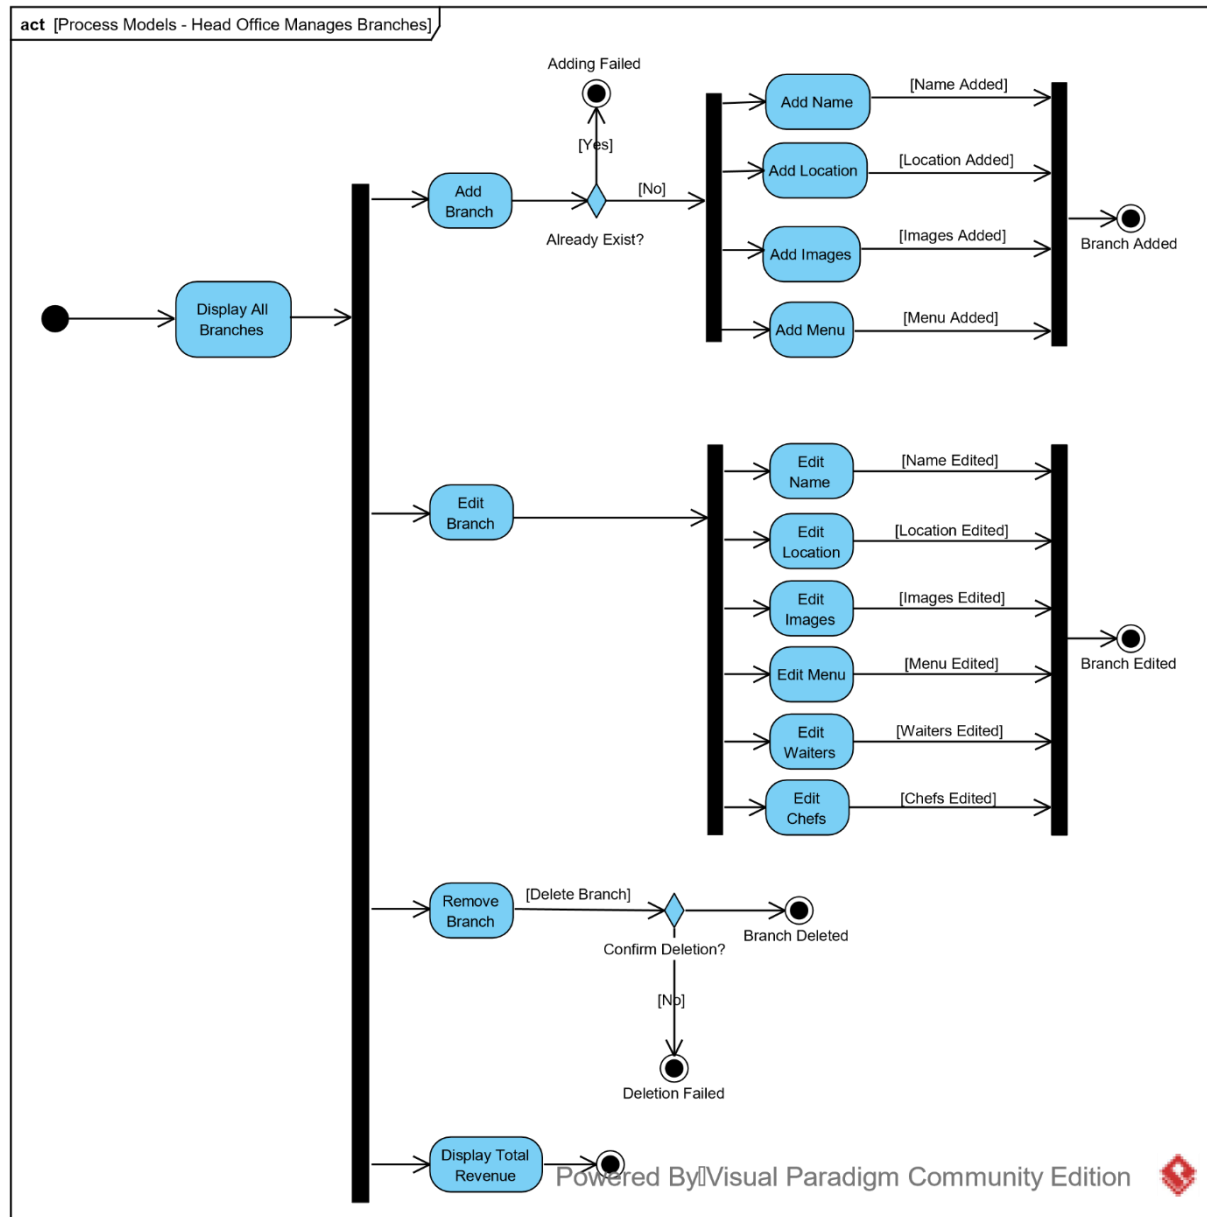 act [Process Models - Head Office Manages Branches]
Adding Failed
[Yes]
Add Name
[Name Added]
Add
Branch
[No]
Already Exist?
Add Location
[Location Added]
Add Images
[Images Added]
Branch Added
Add Menu
[Menu Added]
Display All
Branches
Edit
Branch
Edit
Name
[Name Edited]
Edit
Location
[Location Edited]
Edit
Images
[Images Edited]
Edit Menu
[Menu Edited]
Branch Edited
Edit
Waiters
[Waiters Edited]
Edit
Chefs
[Chefs Edited]
Remove
Branch
[Delete Branch]
Confirm Deletion?
Branch Deleted
[No]
Deletion Failed
Display Total
Revenue
Powered By Visual Paradigm Community Edition